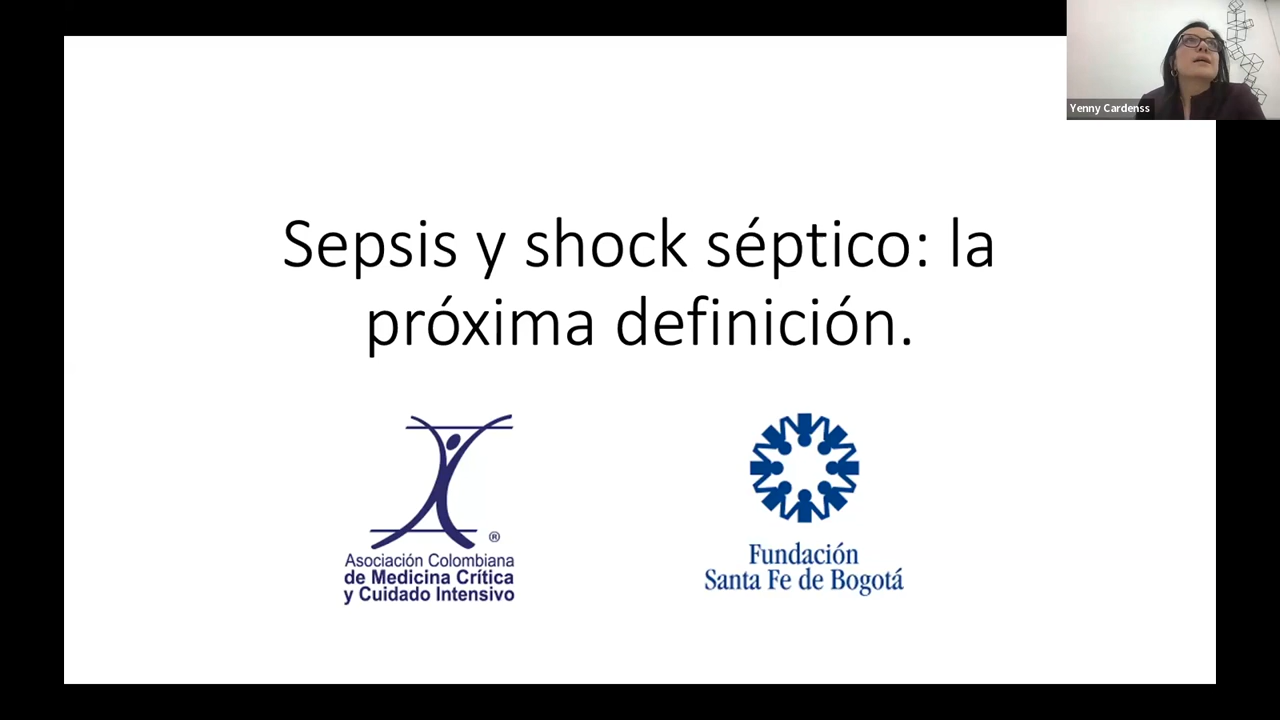 Yenny Cardenss
Sepsis y shock séptico: la
próxima definición.
®
Asociación Colombiana
de Medicina Crítica
y Cuidado Intensivo
Fundación
Santa Fe de Bogotá